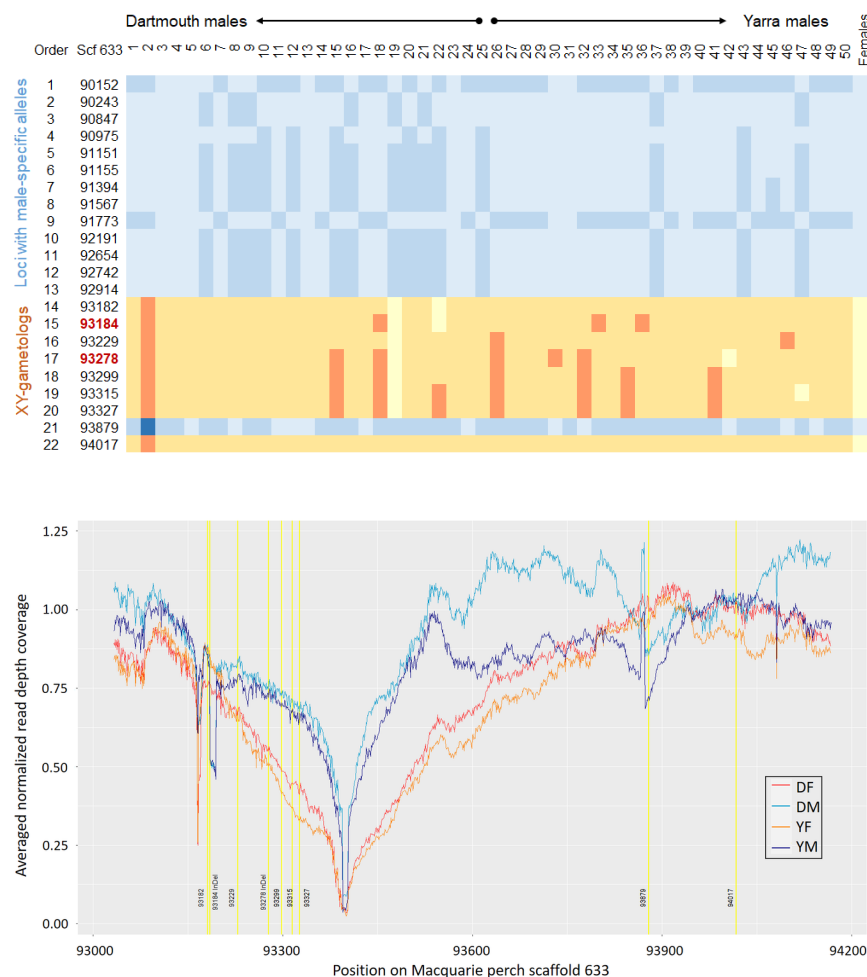 Dartmouth males
Yarra males
Order Scf 633 1 2 3 4 5 6 7 8 9 10 11 12 13 14 15 16 17 18 19 20 21 22 23 24 25 26 27 28 29 30 31 32 33 34 35 36 37 38 39 40 41 42 43 44 45 46 47 48 49 50 Females
Loci with male-specific alleles
1 90152
2 90243
3 90847
4 90975
5 91151
6 91155
7 91394
8 91567
9 91773
10 92191
11 92654
12 92742
13 92914
XY-gametologs
14 93182
15 93184
16 93229
17 93278
18 93299
19 93315
20 93327
21 93879
22 94017
Averaged normalized read depth coverage
1.25
1.00
0.75
0.50
0.25
0.00
DF
DM
YF
YM
93182
93184 InDel
93229
93278 InDel
93299
93315
93327
93879
94017
93000 93300 93600 93900 94200
Position on Macquarie perch scaffold 633